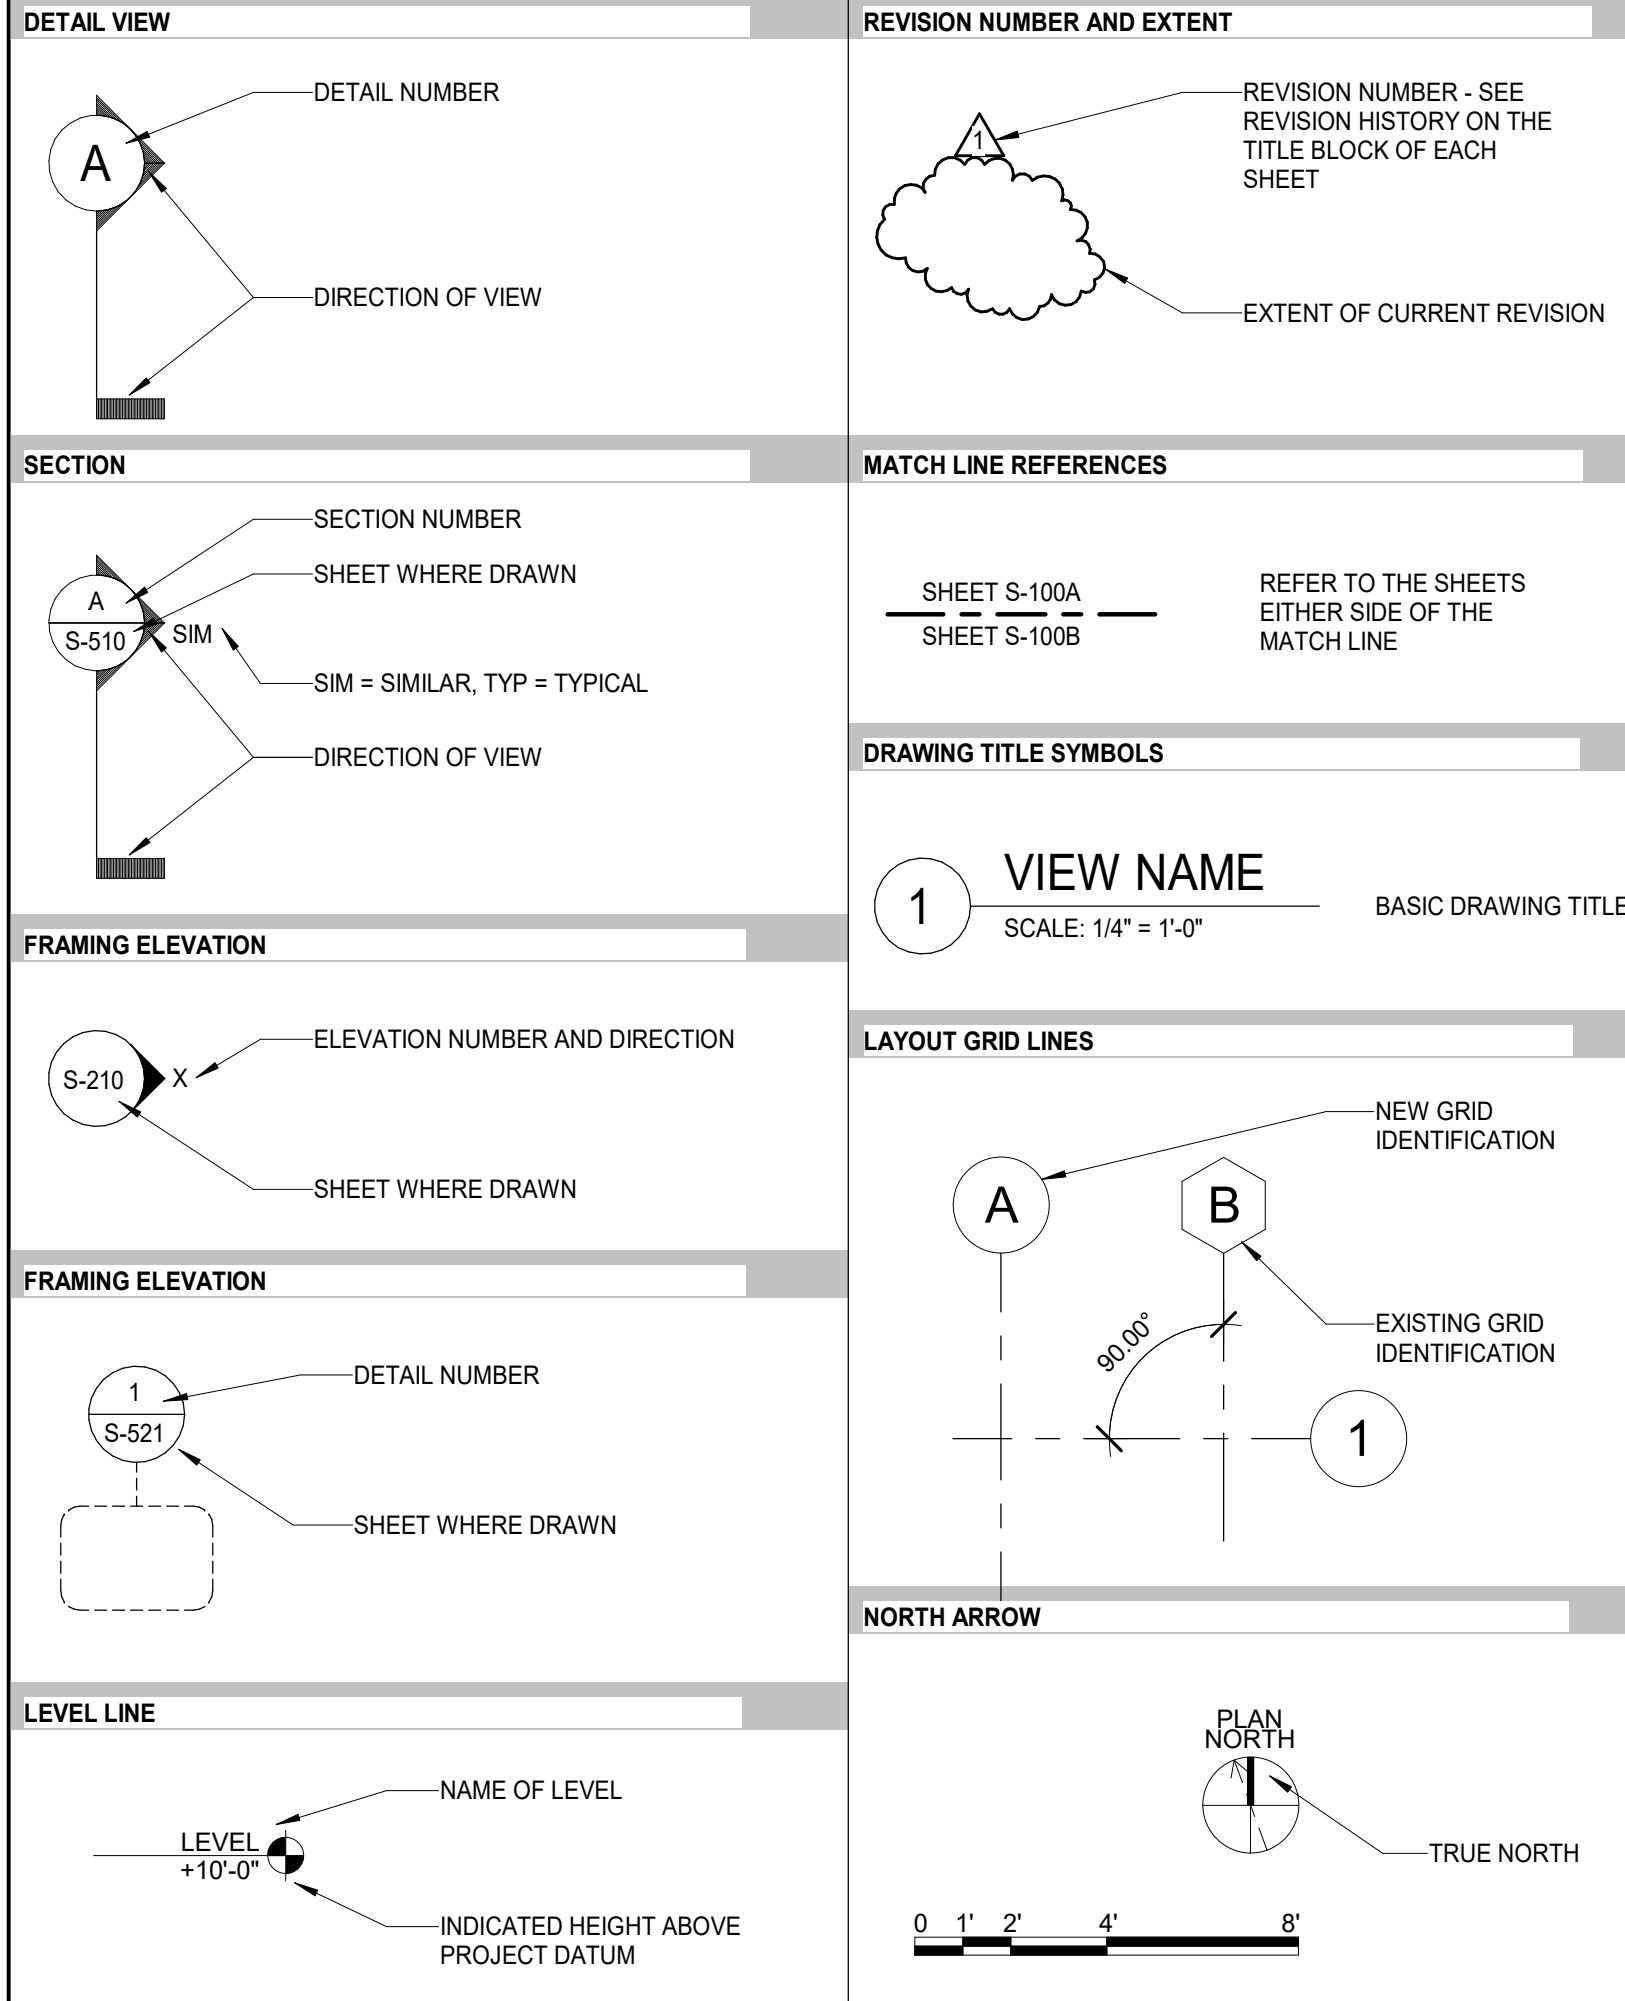 DETAIL VIEW
DETAIL NUMBER
A
DIRECTION OF VIEW
SECTION
SECTION NUMBER
SHEET WHERE DRAWN
A
S-510
SIM
SIM = SIMILAR, TYP = TYPICAL
DIRECTION OF VIEW
FRAMING ELEVATION
ELEVATION NUMBER AND DIRECTION
S-210
X
SHEET WHERE DRAWN
FRAMING ELEVATION
DETAIL NUMBER
1
S-521
SHEET WHERE DRAWN
LEVEL LINE
NAME OF LEVEL
LEVEL
+10'-0"
INDICATED HEIGHT ABOVE
PROJECT DATUM
REVISION NUMBER AND EXTENT
REVISION NUMBER - SEE
REVISION HISTORY ON THE
TITLE BLOCK OF EACH
SHEET
1
EXTENT OF CURRENT REVISION
MATCH LINE REFERENCES
SHEET S-100A
SHEET S-100B
REFER TO THE SHEETS
EITHER SIDE OF THE
MATCH LINE
DRAWING TITLE SYMBOLS
1
VIEW NAME
SCALE: 1/4" = 1'-0"
BASIC DRAWING TITLE
LAYOUT GRID LINES
NEW GRID
IDENTIFICATION
A
B
EXISTING GRID
IDENTIFICATION
90.00°
1
NORTH ARROW
PLAN
NORTH
TRUE NORTH
0 1' 2' 4' 8'